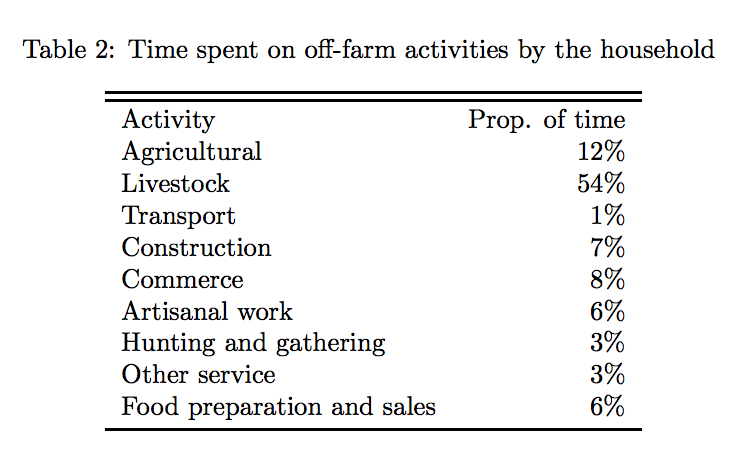 Table 2: Time spent on off-farm activities by the household
Activity Prop. of time
Agricultural 12%
Livestock 54%
Transport 1%
Construction 7%
Commerce 8%
Artisanal work 6%
Hunting and gathering 3%
Other service 3%
Food preparation and sales 6%